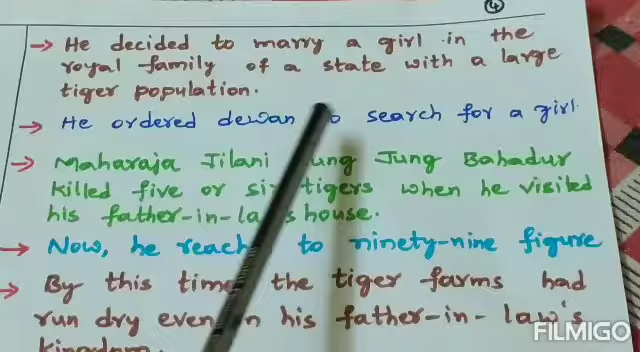 4
→ He decided to marry a girl in the
royal family of a state with a large
tiger population.
→ He ordered dewan to search for a girl.
→ Maharaja Jilani Jung Jung Bahadur
killed five or six tigers when he visited
his father-in-law's house.
→ Now, he reach to ninety-nine figure
→ By this time the tiger farms had
run dry even in his father-in-law's
kingdom.
FILMIGO